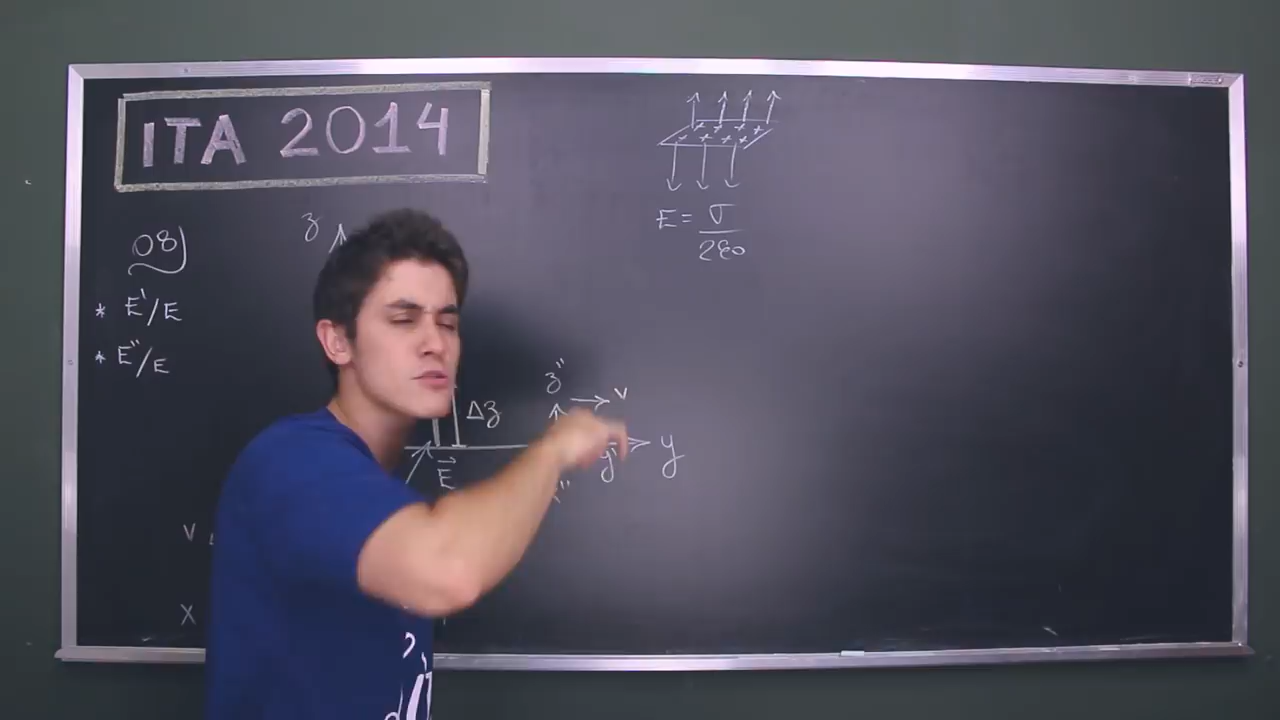 ITA 2014
08)
* E'/E
* E''/E
z
Δz
E⃗
z''
v
y''
y
x''
v
x
E = σ
2ε₀